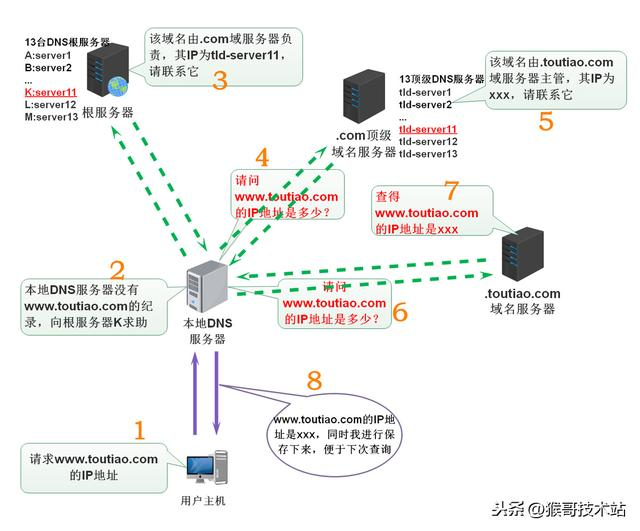 13台DNS根服务器
A:server1
B:server2
...
K:server11
L:server12
M:server13
根服务器
该域名由.com域服务器负
责，其IP为tld-server11，
请联系它
3
.com顶级
域名服务器
13顶级DNS服务器
tld-server1
tld-server2
...
tld-server11
tld-server12
tld-server13
该域名由.toutiao.com
域服务器主管，其IP为
xxx，请联系它
5
4
请问
www.toutiao.com
的IP地址是多少？
7
查得
www.toutiao.com
的IP地址是xxx
2
本地DNS服务器没有
www.toutiao.com的纪
录，向根服务器K求助
本地DNS
服务器
请问
www.toutiao.com
的IP地址是多少？
6
.toutiao.com
域名服务器
8
www.toutiao.com的IP地
址是xxx，同时我进行保
存下来，便于下次查询
1
请求www.toutiao.com
的IP地址
用户主机
头条@猴哥技术站